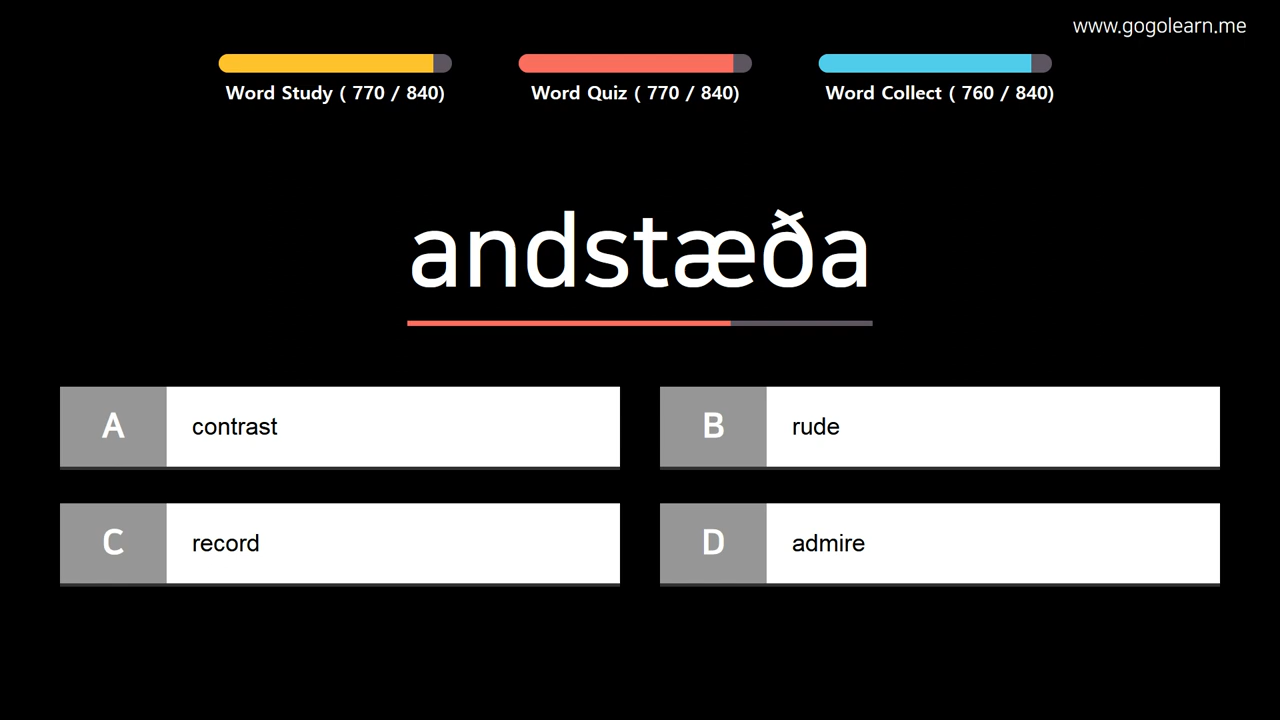 www.gogolearn.me
Word Study ( 770 / 840)
Word Quiz ( 770 / 840)
Word Collect ( 760 / 840)
andstæða
A
contrast
B
rude
C
record
D
admire